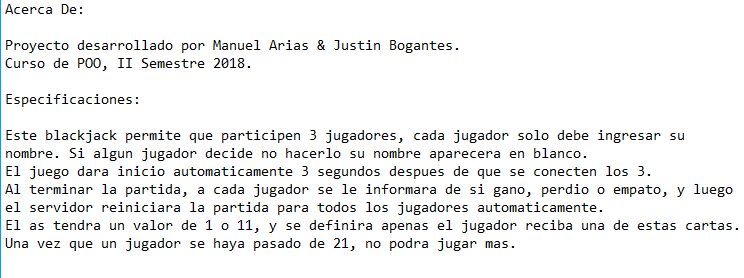 Acerca De:
Proyecto desarrollado por Manuel Arias & Justin Bogantes.
Curso de POO, II Semestre 2018.
Especificaciones:
Este blackjack permite que participen 3 jugadores, cada jugador solo debe ingresar su
nombre. Si algun jugador decide no hacerlo su nombre aparecera en blanco.
El juego dara inicio automaticamente 3 segundos despues de que se conecten los 3.
Al terminar la partida, a cada jugador se le informara de si gano, perdio o empato, y luego
el servidor reiniciara la partida para todos los jugadores automaticamente.
El as tendra un valor de 1 o 11, y se definira apenas el jugador reciba una de estas cartas.
Una vez que un jugador se haya pasado de 21, no podra jugar mas.